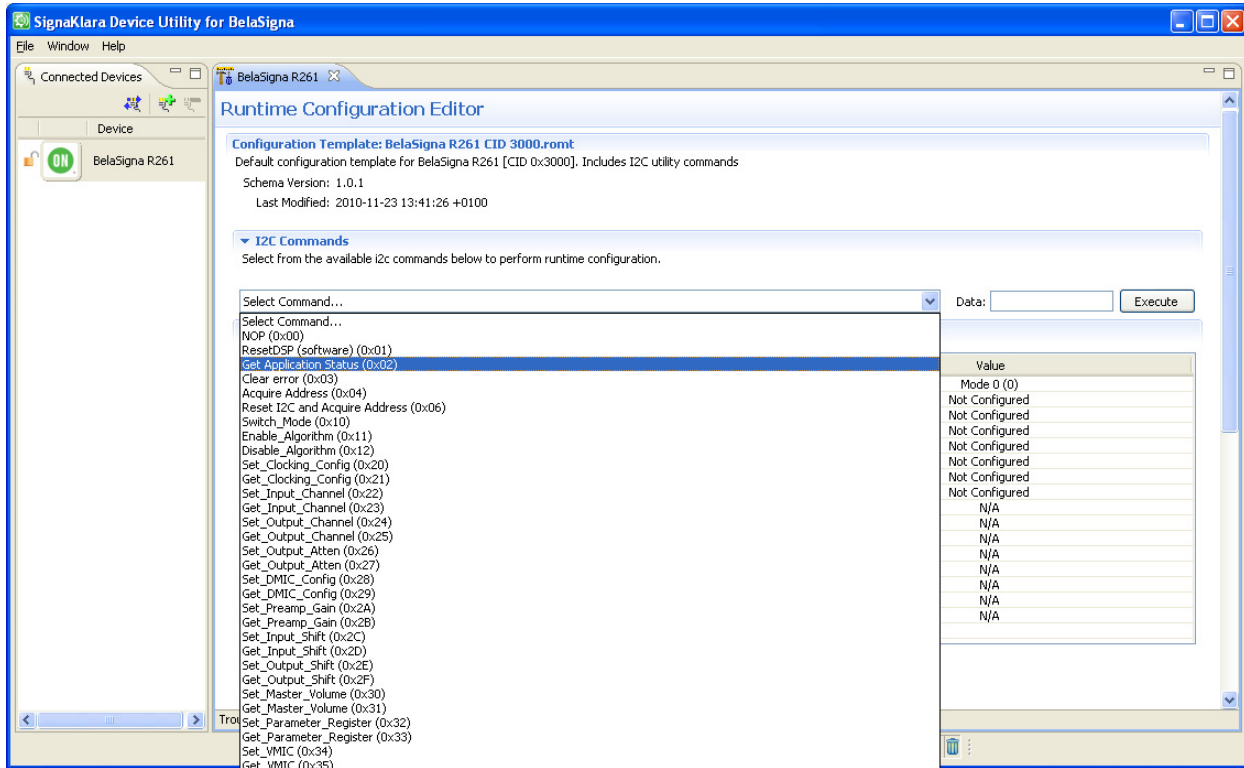 SignaKlara Device Utility for BelaSigna
File Window Help
Connected Devices
BelaSigna R261
Runtime Configuration Editor
Device
ON BelaSigna R261
Configuration Template: BelaSigna R261 CID 3000.romt
Default configuration template for BelaSigna R261 [CID 0x3000]. Includes I2C utility commands
Schema Version: 1.0.1
Last Modified: 2010-11-23 13:41:26 +0100
I2C Commands
Select from the available i2c commands below to perform runtime configuration.
Select Command... Data: Execute
Select Command...
NOP (0x00)
ResetDSP (software) (0x01)
Get Application Status (0x02)
Clear error (0x03)
Acquire Address (0x04)
Reset I2C and Acquire Address (0x06)
Switch_Mode (0x10)
Enable_Algorithm (0x11)
Disable_Algorithm (0x12)
Set_Clocking_Config (0x20)
Get_Clocking_Config (0x21)
Set_Input_Channel (0x22)
Get_Input_Channel (0x23)
Set_Output_Channel (0x24)
Get_Output_Channel (0x25)
Set_Output_Atten (0x26)
Get_Output_Atten (0x27)
Set_DMIC_Config (0x28)
Get_DMIC_Config (0x29)
Set_Preamp_Gain (0x2A)
Get_Preamp_Gain (0x2B)
Set_Input_Shift (0x2C)
Get_Input_Shift (0x2D)
Set_Output_Shift (0x2E)
Get_Output_Shift (0x2F)
Set_Master_Volume (0x30)
Get_Master_Volume (0x31)
Set_Parameter_Register (0x32)
Get_Parameter_Register (0x33)
Set_VMIC (0x34)
Get_VMIC (0x35)
Value
Mode 0 (0)
Not Configured
Not Configured
Not Configured
Not Configured
Not Configured
Not Configured
Not Configured
N/A
N/A
N/A
N/A
N/A
N/A
N/A
N/A